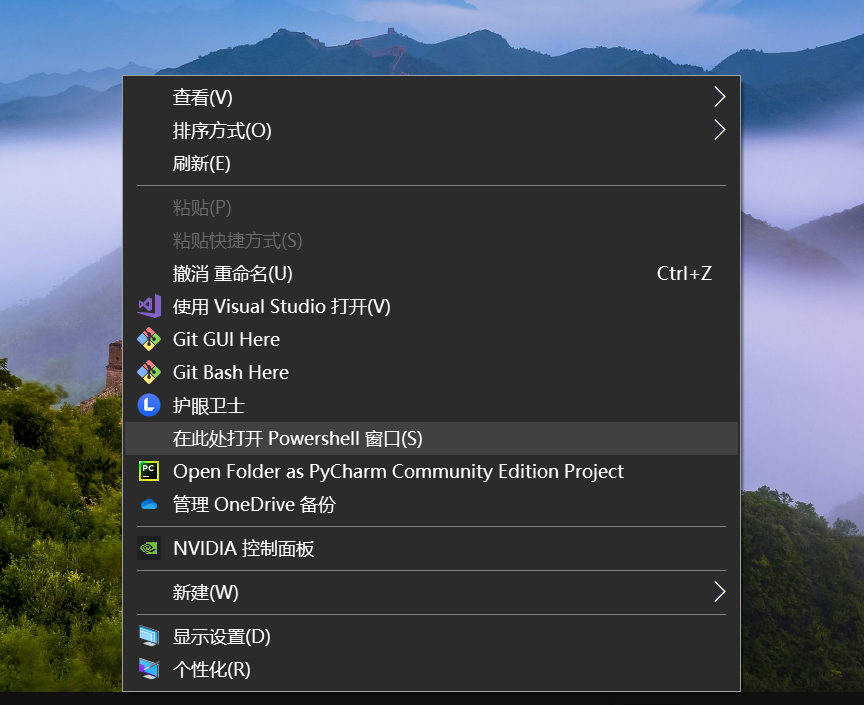 查看(V)
排序方式(O)
刷新(E)
粘贴(P)
粘贴快捷方式(S)
撤消 重命名(U) Ctrl+Z
使用 Visual Studio 打开(V)
Git GUI Here
Git Bash Here
护眼卫士
在此处打开 Powershell 窗口(S)
PC Open Folder as PyCharm Community Edition Project
管理 OneDrive 备份
NVIDIA 控制面板
新建(W)
显示设置(D)
个性化(R)